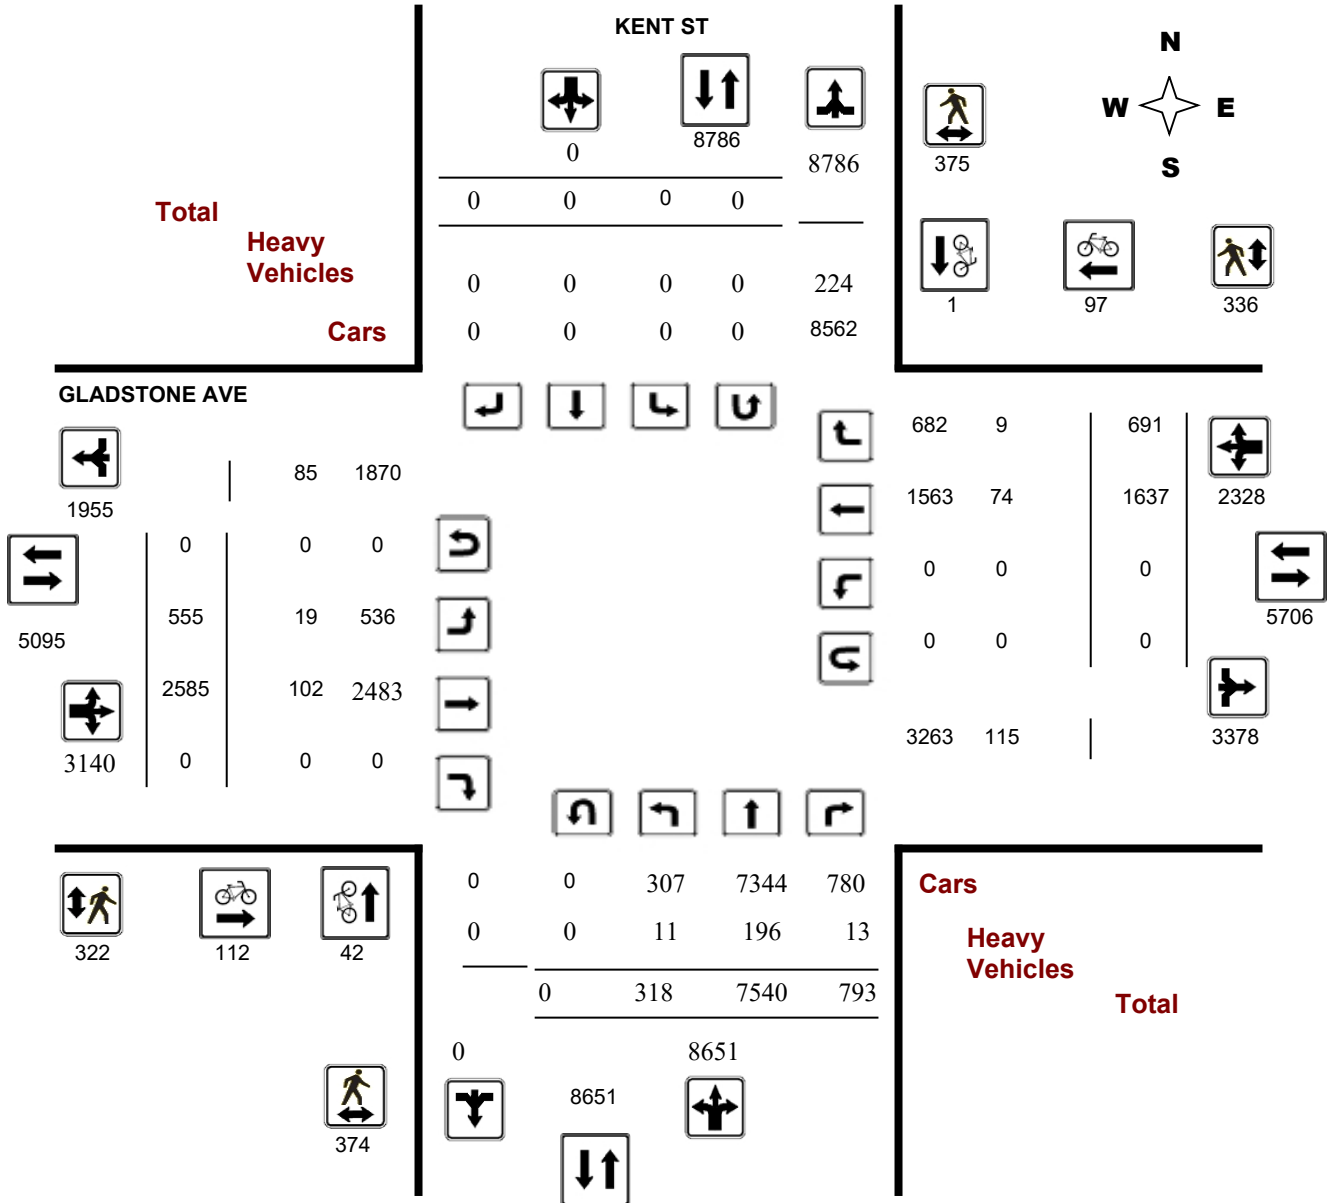 KENT ST
N
W E
S
0 8786 8786 375
0 0 0 0
Total
Heavy
Vehicles
0 0 0 0 224
1 97 336
Cars
0 0 0 0 8562
GLADSTONE AVE
682 9 691
85 1870
1955
1563 74 1637 2328
0 0 0
0 0 0
555 19 536
5095
5706
0 0 0
2585 102 2483
3140
0 0 0
3263 115 3378
0 0 307 7344 780
Cars
322 112 42
0 0 11 196 13
Heavy
Vehicles
0 318 7540 793
Total
0 8651
8651
374